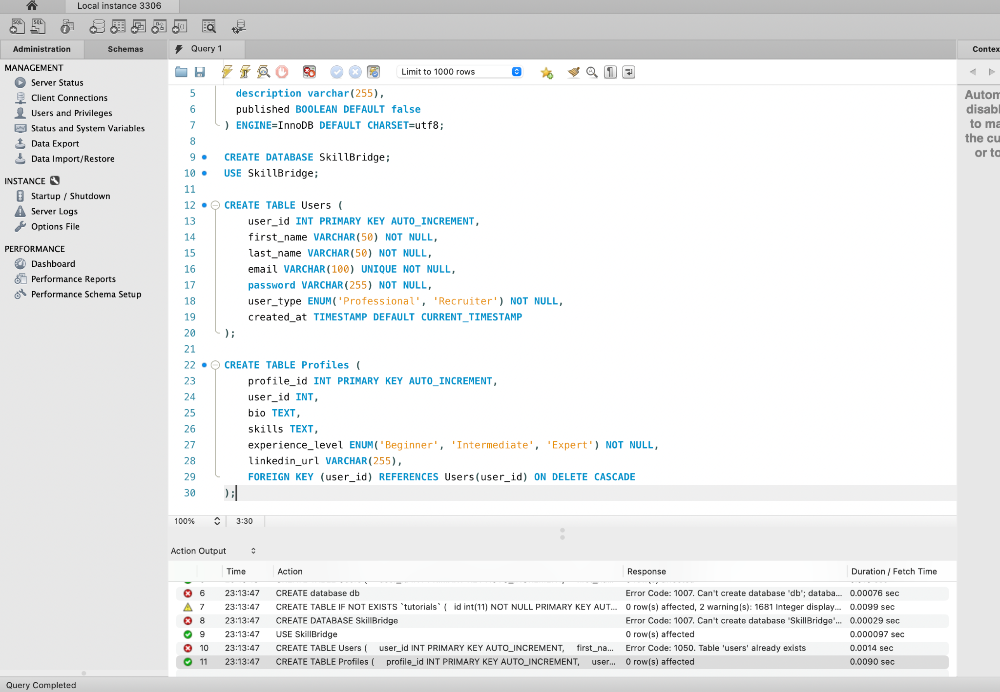 Local instance 3306
SQL SQL
Administration Schemas
MANAGEMENT
Server Status
Client Connections
Users and Privileges
Status and System Variables
Data Export
Data Import/Restore
INSTANCE
Startup / Shutdown
Server Logs
Options File
PERFORMANCE
Dashboard
Performance Reports
Performance Schema Setup
Query 1
Limit to 1000 rows
5 description varchar(255),
6 published BOOLEAN DEFAULT false
7 ) ENGINE=InnoDB DEFAULT CHARSET=utf8;
8
9 CREATE DATABASE SkillBridge;
10 USE SkillBridge;
11
12 CREATE TABLE Users (
13 user_id INT PRIMARY KEY AUTO_INCREMENT,
14 first_name VARCHAR(50) NOT NULL,
15 last_name VARCHAR(50) NOT NULL,
16 email VARCHAR(100) UNIQUE NOT NULL,
17 password VARCHAR(255) NOT NULL,
18 user_type ENUM('Professional', 'Recruiter') NOT NULL,
19 created_at TIMESTAMP DEFAULT CURRENT_TIMESTAMP
20 );
21
22 CREATE TABLE Profiles (
23 profile_id INT PRIMARY KEY AUTO_INCREMENT,
24 user_id INT,
25 bio TEXT,
26 skills TEXT,
27 experience_level ENUM('Beginner', 'Intermediate', 'Expert') NOT NULL,
28 linkedin_url VARCHAR(255),
29 FOREIGN KEY (user_id) REFERENCES Users(user_id) ON DELETE CASCADE
30 );
100% 3:30
Contex
Autom
disabl
to ma
the cu
or to
Action Output
Time Action Response Duration / Fetch Time
6 23:13:47 CREATE database db Error Code: 1007. Can't create database 'db'; databa... 0.00076 sec
7 23:13:47 CREATE TABLE IF NOT EXISTS `tutorials` ( id int(11) NOT NULL PRIMARY KEY AUT... 0 row(s) affected, 2 warning(s): 1681 Integer display... 0.0099 sec
8 23:13:47 CREATE DATABASE SkillBridge Error Code: 1007. Can't create database 'SkillBridge'... 0.00029 sec
9 23:13:47 USE SkillBridge 0 row(s) affected 0.000097 sec
10 23:13:47 CREATE TABLE Users ( user_id INT PRIMARY KEY AUTO_INCREMENT, first_na... Error Code: 1050. Table 'users' already exists 0.0014 sec
11 23:13:47 CREATE TABLE Profiles ( profile_id INT PRIMARY KEY AUTO_INCREMENT, user... 0 row(s) affected 0.0090 sec
Query Completed